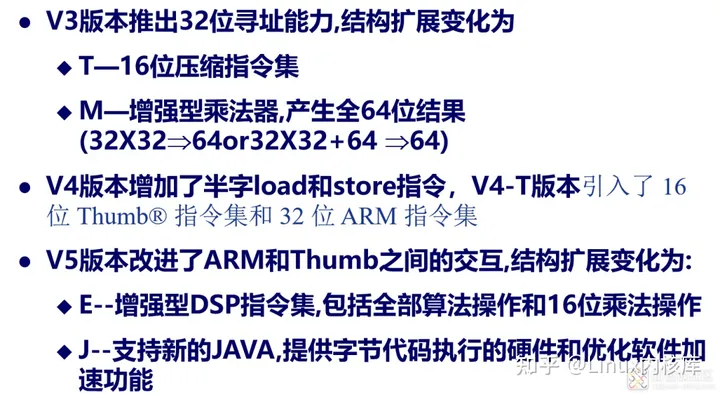 ● V3版本推出32位寻址能力,结构扩展变化为
◆ T—16位压缩指令集
◆ M—增强型乘法器,产生全64位结果
(32X32⇒64or32X32+64 ⇒64)
● V4版本增加了半字load和store指令，V4-T版本引入了 16
位 Thumb® 指令集和 32 位 ARM 指令集
● V5版本改进了ARM和Thumb之间的交互,结构扩展变化为:
◆ E--增强型DSP指令集,包括全部算法操作和16位乘法操作
◆ J--支持新的JAVA,提供字节代码执行的硬件和优化软件加
速功能
知乎 @Linux内核库